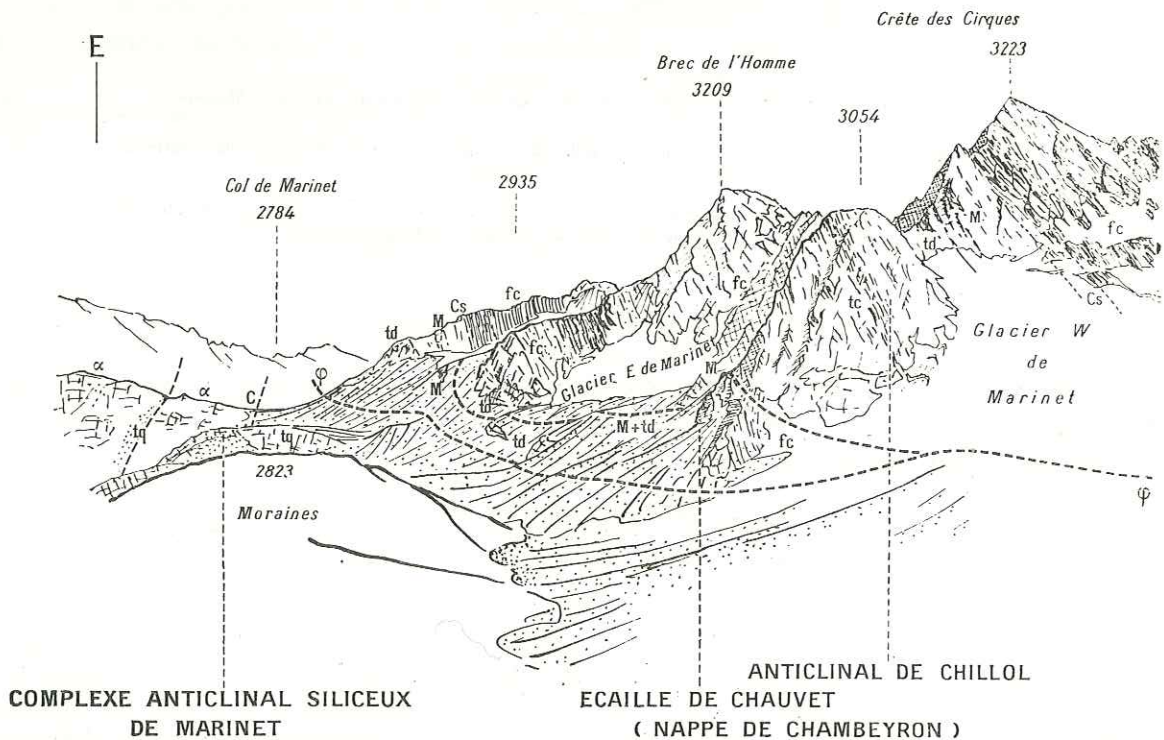 Crête des Cirques
3223
E
Brec de l'Homme
3209
3054
Col de Marinet
2784
2935
M
td
fc
Cs
fc
Cs
M
td
fc
tc
fc
M
α
α
C
φ
td
M
td
M+td
fc
tq
tq
2823
Moraines
Glacier E de Marinet
Glacier W
de
Marinet
φ
ANTICLINAL DE CHILLOL
COMPLEXE ANTICLINAL SILICEUX
DE MARINET
ECAILLE DE CHAUVET
( NAPPE DE CHAMBEYRON )